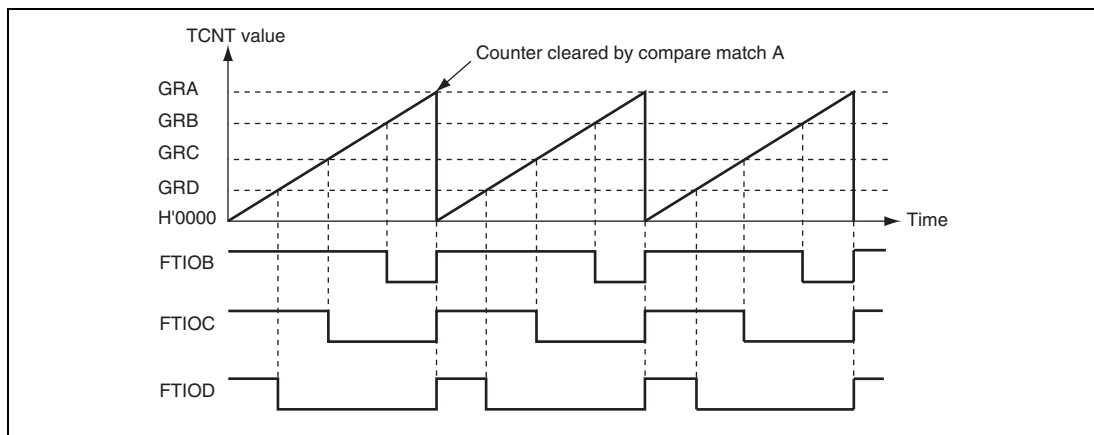 TCNT value
Counter cleared by compare match A
GRA
GRB
GRC
GRD
H'0000
Time
FTIOB
FTIOC
FTIOD